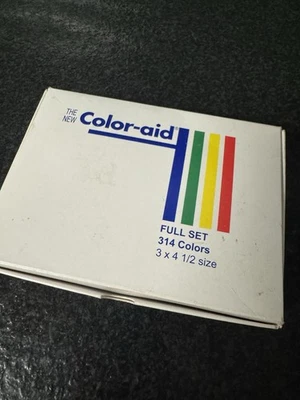 THE
NEW
Color-aid®
FULL SET
314 Colors
3 x 4 1/2 size